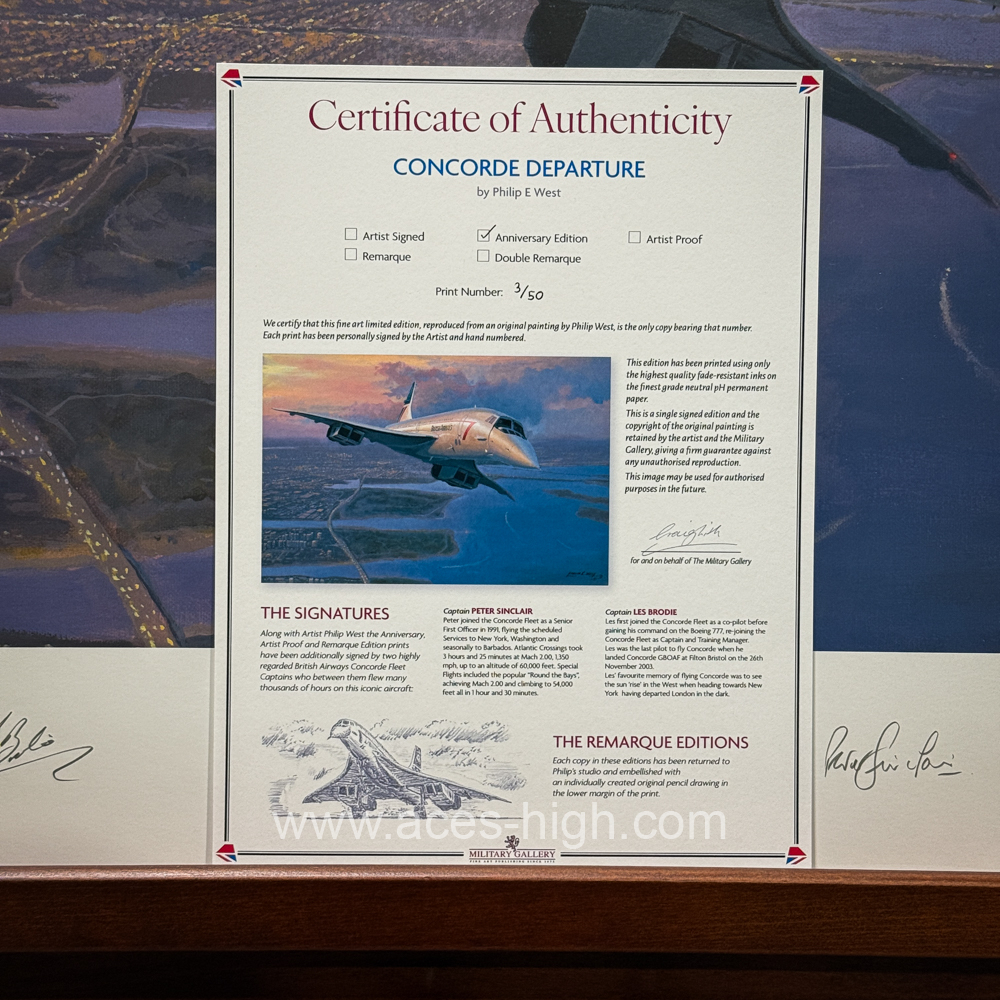 Certificate of Authenticity
CONCORDE DEPARTURE
by Philip E West
Artist Signed
Anniversary Edition
Artist Proof
Remarque
Double Remarque
Print Number: 3/50
We certify that this fine art limited edition, reproduced from an original painting by Philip West, is the only copy bearing that number.
Each print has been personally signed by the Artist and hand numbered.
This edition has been printed using only
the highest quality fade-resistant inks on
the finest grade neutral pH permanent
paper.
This is a single signed edition and the
copyright of the original painting is
retained by the artist and the Military
Gallery, giving a firm guarantee against
any unauthorised reproduction.
This image may be used for authorised
purposes in the future.
for and on behalf of The Military Gallery
THE SIGNATURES
Along with Artist Philip West the Anniversary,
Artist Proof and Remarque Edition prints
have been additionally signed by two highly
regarded British Airways Concorde Fleet
Captains who between them flew many
thousands of hours on this iconic aircraft:
Captain PETER SINCLAIR
Peter joined the Concorde Fleet as a Senior
First Officer in 1991, flying the scheduled
Services to New York, Washington and
seasonally to Barbados. Atlantic Crossings took
3 hours and 25 minutes at Mach 2.00, 1,350
mph, up to an altitude of 60,000 feet. Special
Flights included the popular "Round the Bays",
achieving Mach 2.00 and climbing to 54,000
feet all in 1 hour and 30 minutes.
Captain LES BRODIE
Les first joined the Concorde Fleet as a co-pilot before
gaining his command on the Boeing 777, re-joining the
Concorde Fleet as Captain and Training Manager.
Les was the last pilot to fly Concorde when he
landed Concorde GBOAF at Filton Bristol on the 26th
November 2003.
Les' favourite memory of flying Concorde was to see
the sun 'rise' in the West when heading towards New
York having departed London in the dark.
THE REMARQUE EDITIONS
Each copy in these editions has been returned to
Philip's studio and embellished with
an individually created original pencil drawing in
the lower margin of the print.
www.aces-high.com
MILITARY GALLERY
FINE ART PUBLISHING SINCE 1978